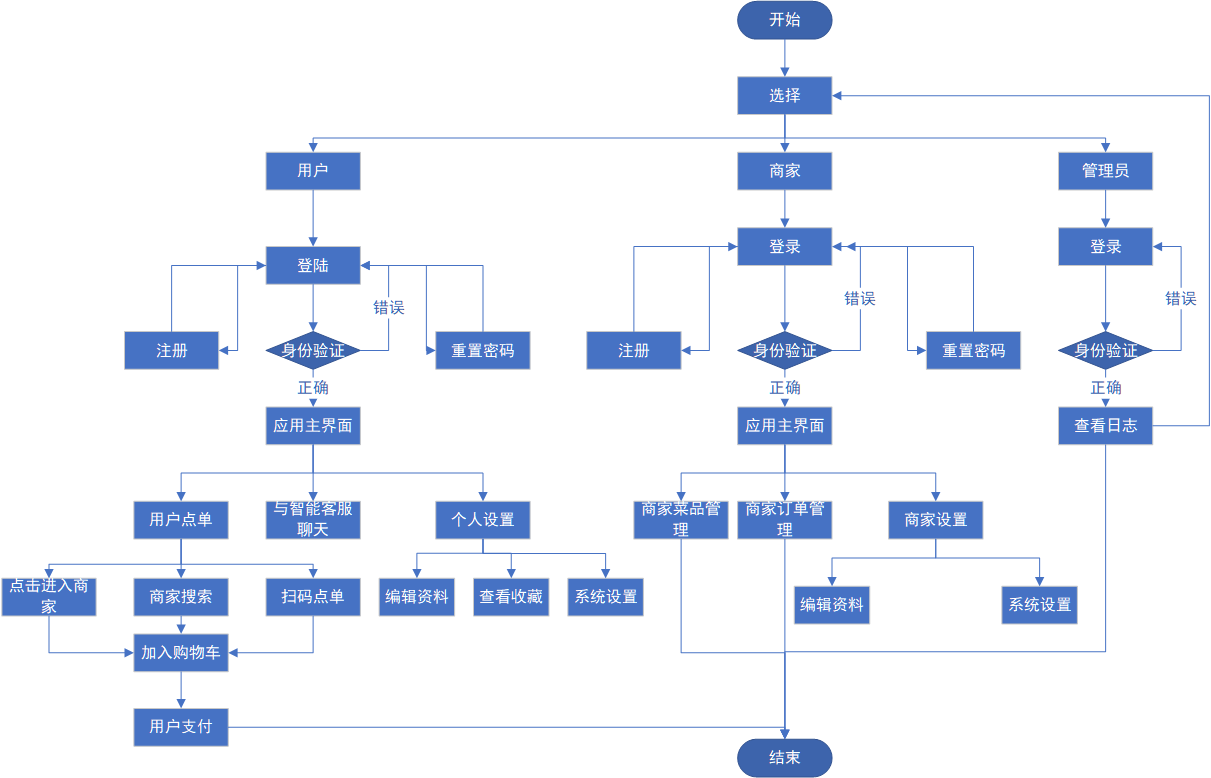 开始
选择
用户
商家
管理员
登陆
登录
登录
错误
错误
错误
注册
身份验证
重置密码
注册
身份验证
重置密码
身份验证
正确
正确
正确
应用主界面
应用主界面
查看日志
用户点单
与智能客服
聊天
个人设置
商家菜品管
理
商家订单管
理
商家设置
点击进入商
家
商家搜索
扫码点单
编辑资料
查看收藏
系统设置
编辑资料
系统设置
加入购物车
用户支付
结束